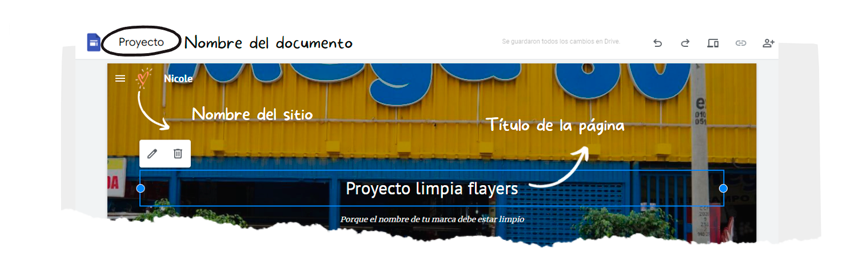 Proyecto
Nombre del documento
Se guardaron todos los cambios en Drive.
Nicole
Nombre del sitio
Título de la página
Proyecto limpia flayers
Porque el nombre de tu marca debe estar limpio